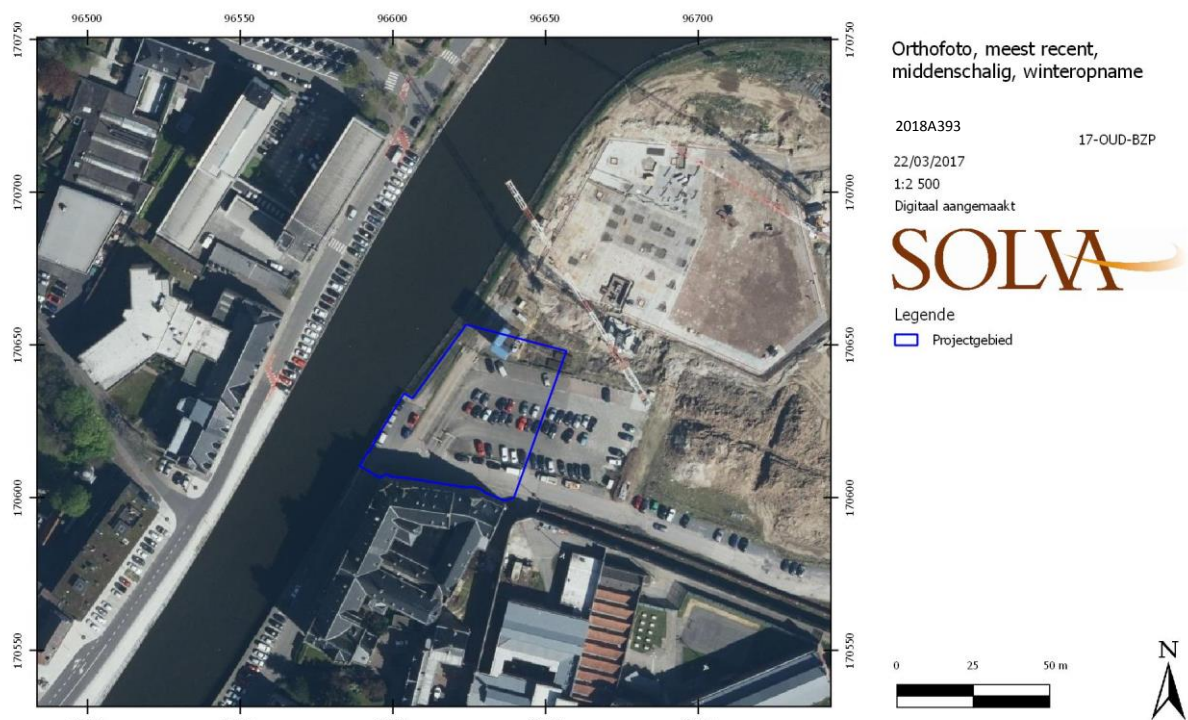 96500 96550 96600 96650 96700
170750 170750
170700 170700
170650 170650
170600 170600
170550 170550
Orthofoto, meest recent,
middenschalig, winteropname
2018A393
17-OUD-BZP
22/03/2017
1:2 500
Digitaal aangemaakt
SOLVA
Legende
Projectgebied
N
0 25 50 m